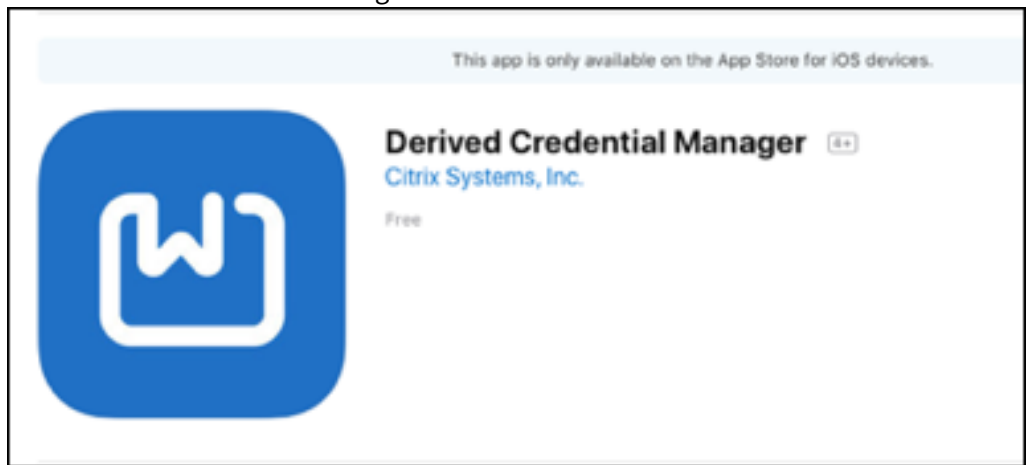 This app is only available on the App Store for iOS devices.
Derived Credential Manager 4+
Citrix Systems, Inc.
Free